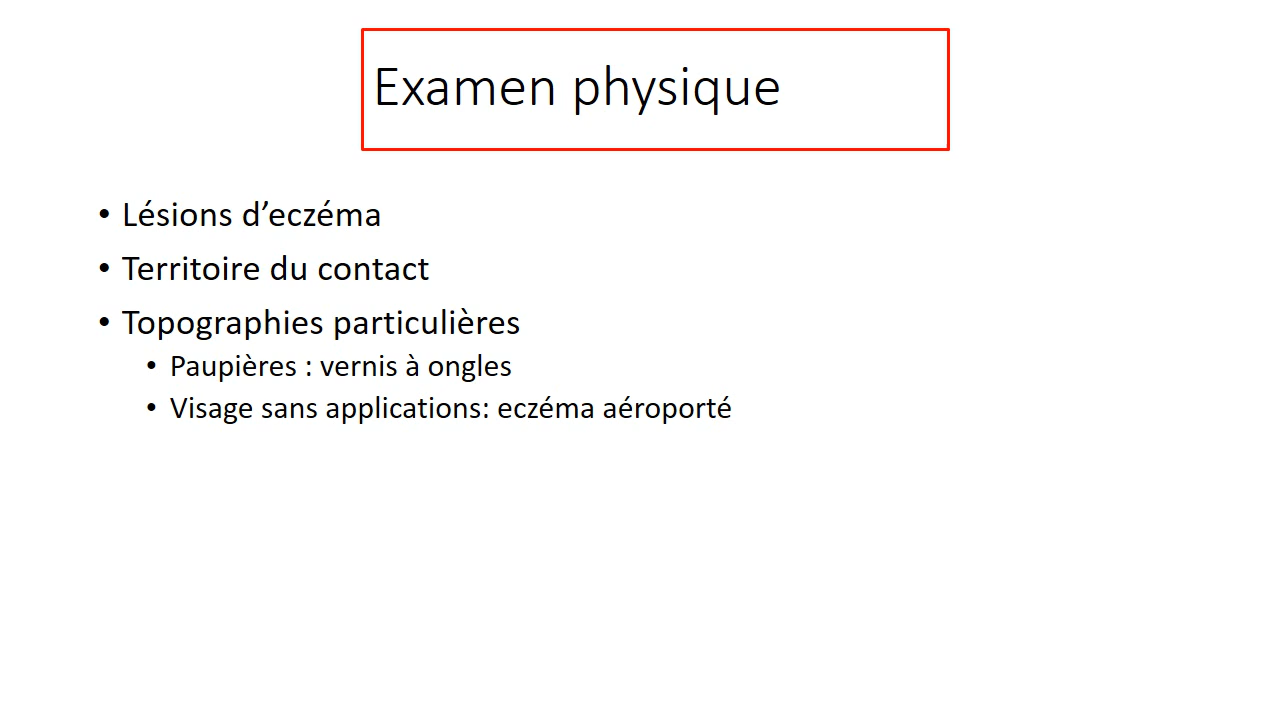 Examen physique
• Lésions d’eczéma
• Territoire du contact
• Topographies particulières
• Paupières : vernis à ongles
• Visage sans applications: eczéma aéroporté